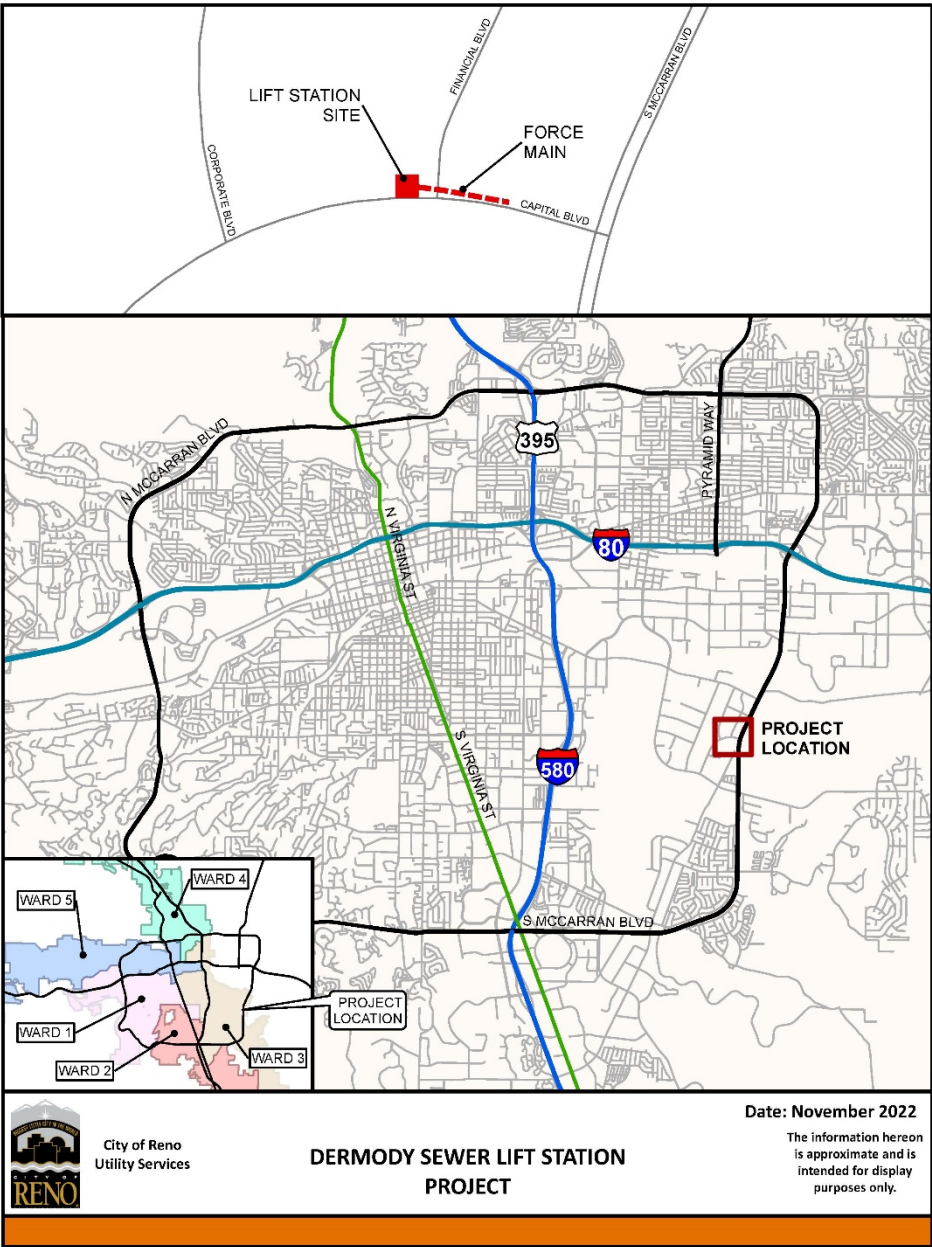 FINANCIAL BLVD
S MCCARRAN BLVD
LIFT STATION
SITE
FORCE
MAIN
CORPORATE BLVD
CAPITAL BLVD
N MCCARRAN BLVD
395
PYRAMID WAY
80
N VIRGINIA ST
PROJECT
LOCATION
S VIRGINIA ST
580
S MCCARRAN BLVD
WARD 4
WARD 5
PROJECT
LOCATION
WARD 1
WARD 3
WARD 2
CITY OF
RENO
City of Reno
Utility Services
DERMODY SEWER LIFT STATION
PROJECT
Date: November 2022
The information hereon
is approximate and is
intended for display
purposes only.